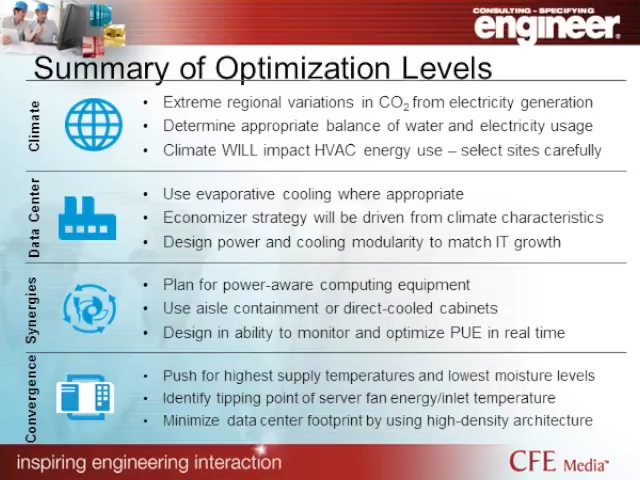 CONSULTING - SPECIFYING
engineer.
Summary of Optimization Levels
Climate
• Extreme regional variations in CO2 from electricity generation
• Determine appropriate balance of water and electricity usage
• Climate WILL impact HVAC energy use – select sites carefully
Data Center
• Use evaporative cooling where appropriate
• Economizer strategy will be driven from climate characteristics
• Design power and cooling modularity to match IT growth
Synergies
• Plan for power-aware computing equipment
• Use aisle containment or direct-cooled cabinets
• Design in ability to monitor and optimize PUE in real time
Convergence
• Push for highest supply temperatures and lowest moisture levels
• Identify tipping point of server fan energy/inlet temperature
• Minimize data center footprint by using high-density architecture
inspiring engineering interaction
CFE Media™